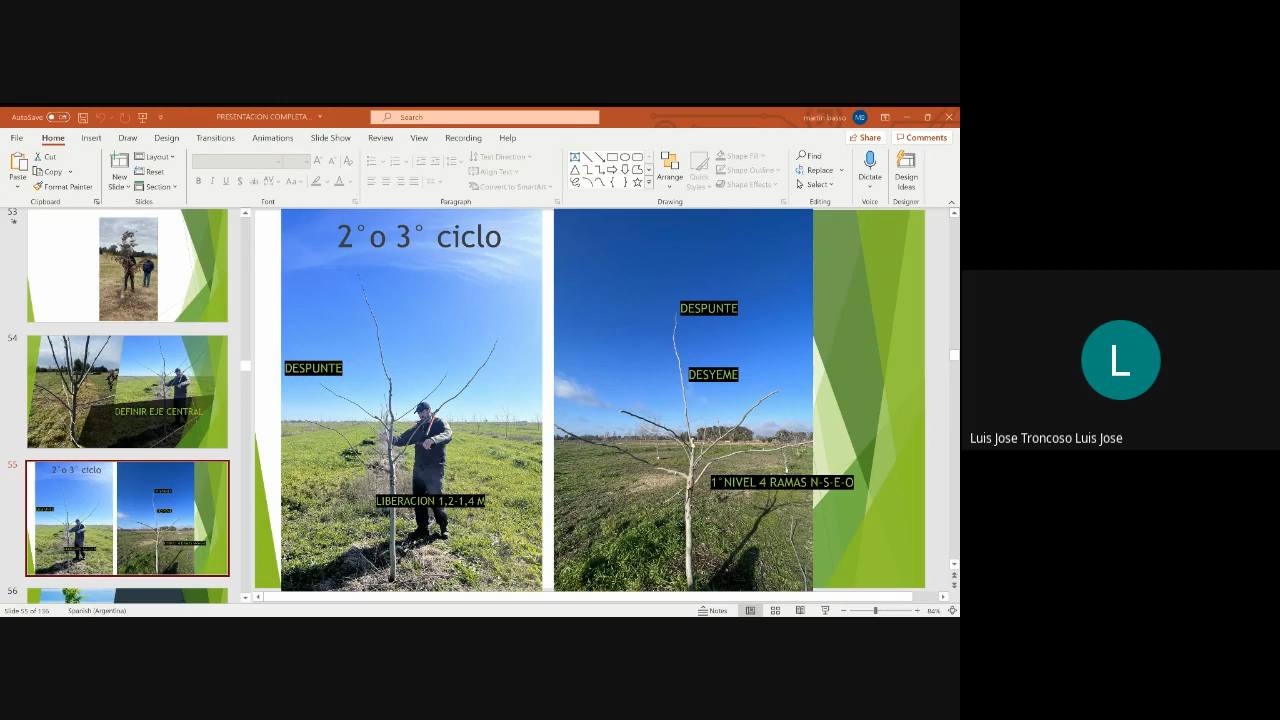 AutoSave Off
PRESENTACION COMPLETA...
Search
martin basso MB
File Home Insert Draw Design Transitions Animations Slide Show Review View Recording Help
Share Comments
Paste
Cut
Copy
Format Painter
Clipboard
New
Slide
Layout
Reset
Section
Slides
Font
Text Direction
Align Text
Convert to SmartArt
Paragraph
Arrange
Quick
Styles
Shape Fill
Shape Outline
Shape Effects
Drawing
Find
Replace
Select
Editing
Dictate
Voice
Design
Ideas
Designer
53
54
DEFINIR EJE CENTRAL
55
2°o 3° ciclo
56
2°o 3° ciclo
DESPUNTE
LIBERACION 1,2-1,4 M
DESPUNTE
DESYEME
1°NIVEL 4 RAMAS N-S-E-O
Slide 55 of 136
Spanish (Argentina)
Notes
84%
L
Luis Jose Troncoso Luis Jose